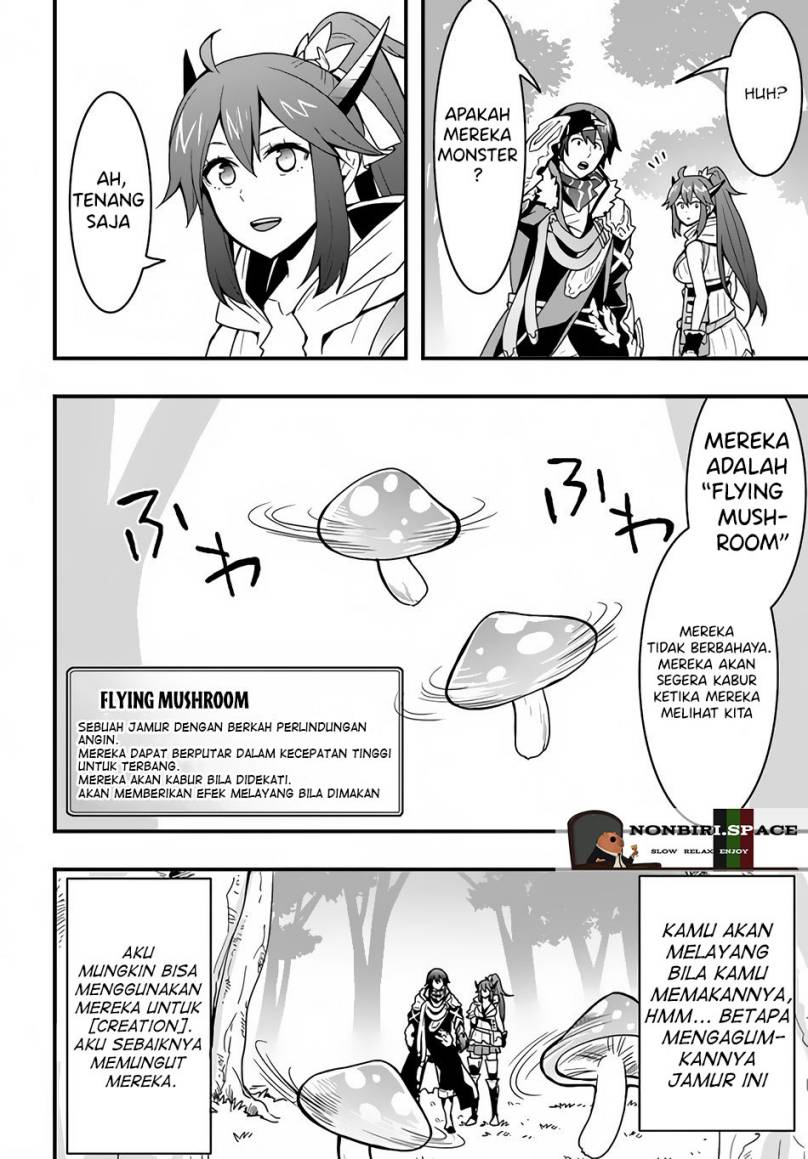 HUH?
APAKAH
MEREKA
MONSTER
?
AH,
TENANG
SAJA
MEREKA
ADALAH
“FLYING
MUSH-
ROOM”
MEREKA
TIDAK BERBAHAYA.
MEREKA AKAN
SEGERA KABUR
KETIKA MEREKA
MELIHAT KITA
ふわ
ふわ
FLYING MUSHROOM
SEBUAH JAMUR DENGAN BERKAH PERLINDUNGAN
ANGIN.
MEREKA DAPAT BERPUTAR DALAM KECEPATAN TINGGI
UNTUK TERBANG.
MEREKA AKAN KABUR BILA DIDEKATI.
AKAN MEMBERIKAN EFEK MELAYANG BILA DIMAKAN
NONBIRI.SPACE
SLOW RELAX ENJOY
KAMU AKAN
MELAYANG
BILA KAMU
MEMAKANNYA,
HMM... BETAPA
MENGAGUM-
KANNYA
JAMUR INI
AKU
MUNGKIN BISA
MENGGUNAKAN
MEREKA UNTUK
[CREATION].
AKU SEBAIKNYA
MEMUNGUT
MEREKA.